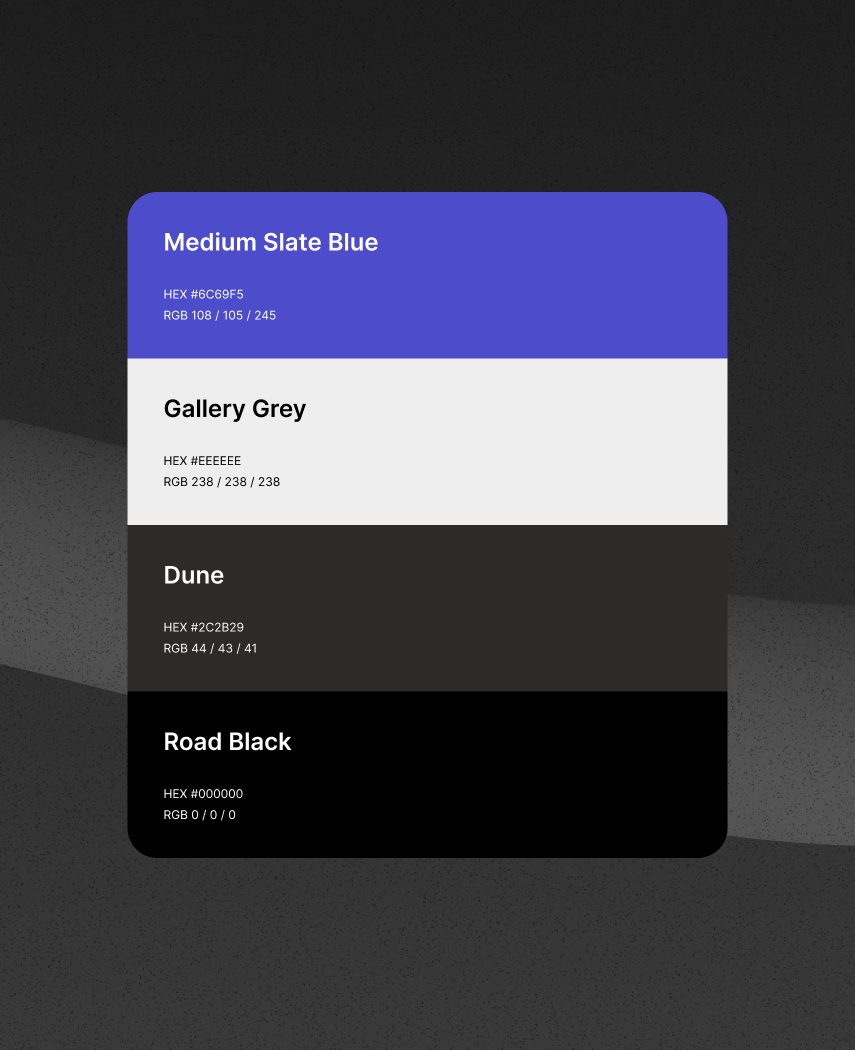 Medium Slate Blue
HEX #6C69F5
RGB 108 / 105 / 245
Gallery Grey
HEX #EEEEEE
RGB 238 / 238 / 238
Dune
HEX #2C2B29
RGB 44 / 43 / 41
Road Black
HEX #000000
RGB 0 / 0 / 0